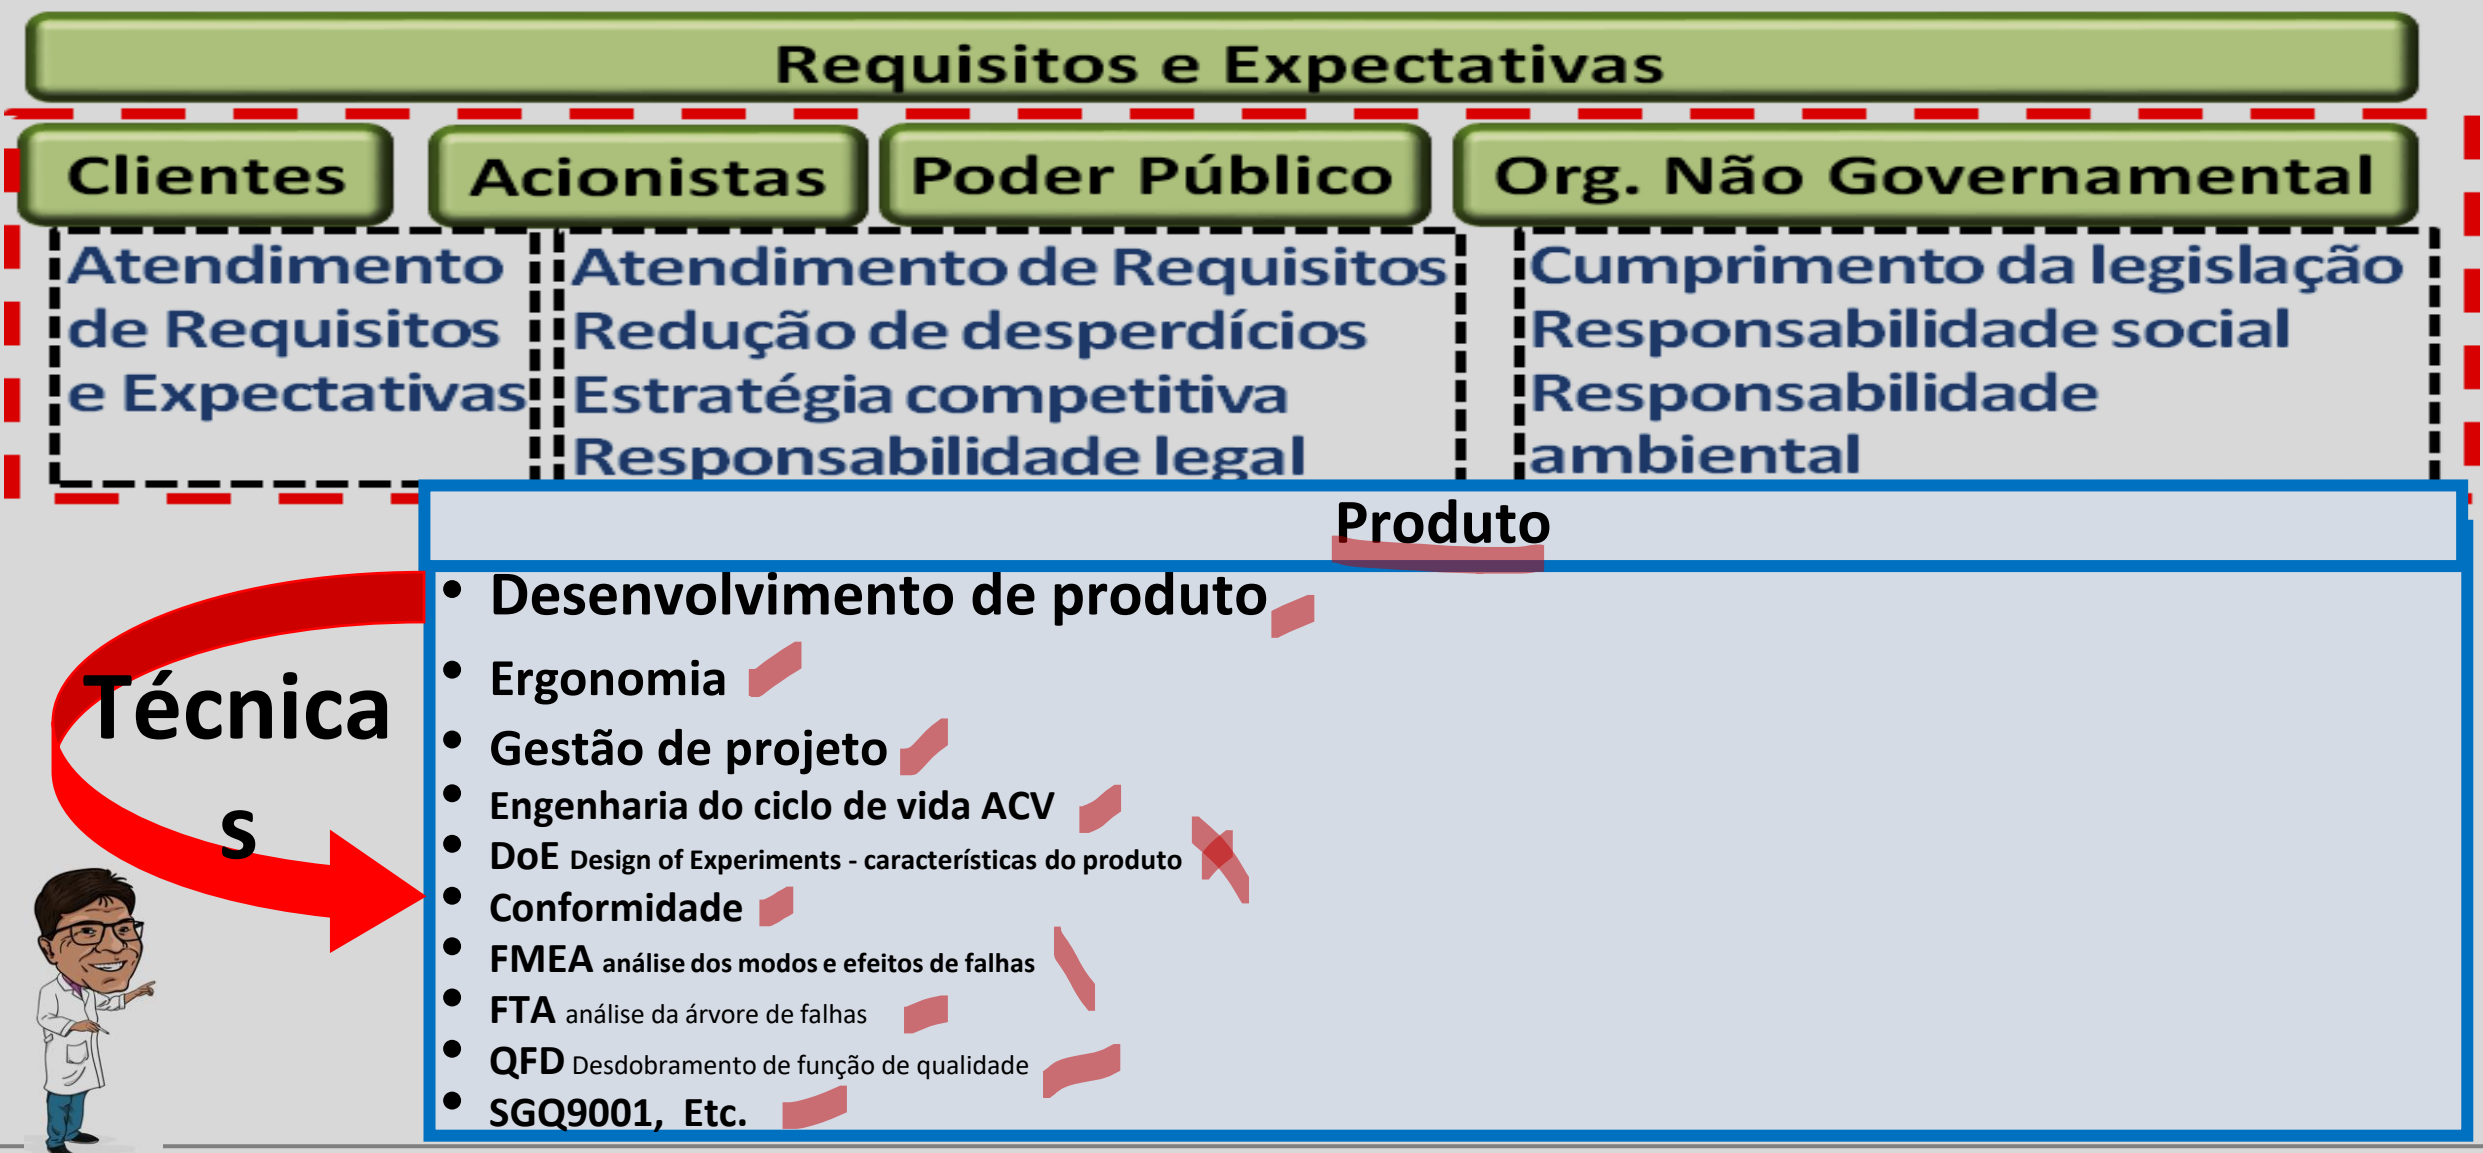 Requisitos e Expectativas
Clientes
Acionistas
Poder Público
Org. Não Governamental
Atendimento
de Requisitos
e Expectativas
Atendimento de Requisitos
Redução de desperdícios
Estratégia competitiva
Responsabilidade legal
Cumprimento da legislação
Responsabilidade social
Responsabilidade
ambiental
Produto
Técnica
s
• Desenvolvimento de produto
• Ergonomia
• Gestão de projeto
• Engenharia do ciclo de vida ACV
• DoE Design of Experiments - características do produto
• Conformidade
• FMEA análise dos modos e efeitos de falhas
• FTA análise da árvore de falhas
• QFD Desdobramento de função de qualidade
• SGQ9001, Etc.